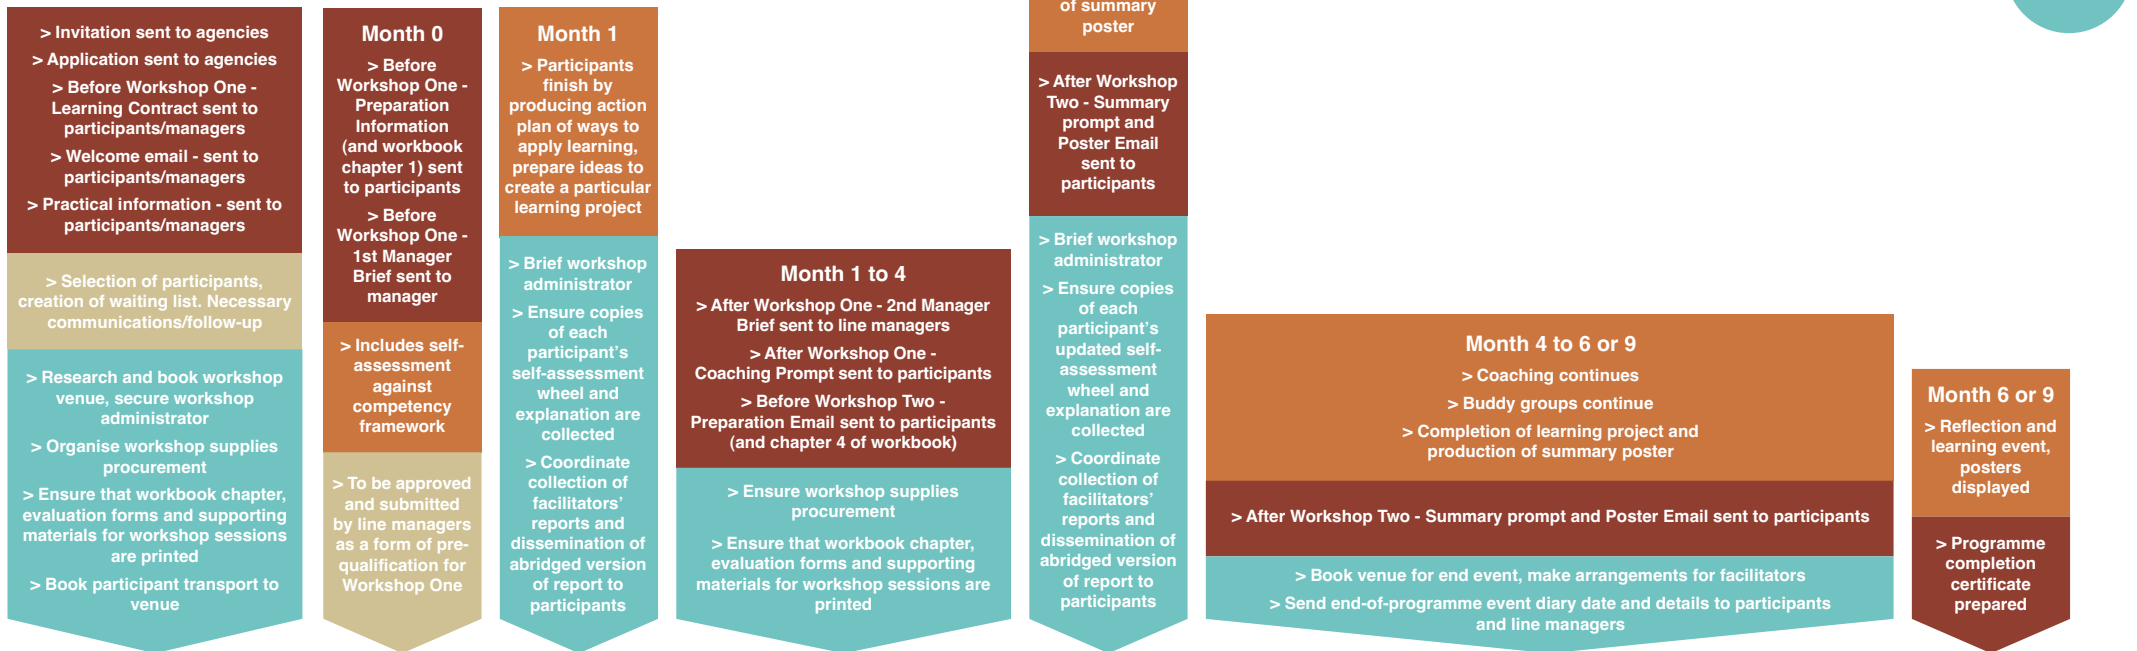 > Invitation sent to agencies
> Application sent to agencies
> Before Workshop One -
Learning Contract sent to
participants/managers
> Welcome email - sent to
participants/managers
> Practical information - sent to
participants/managers
> Selection of participants,
creation of waiting list. Necessary
communications/follow-up
> Research and book workshop
venue, secure workshop
administrator
> Organise workshop supplies
procurement
> Ensure that workbook chapter,
evaluation forms and supporting
materials for workshop sessions
are printed
> Book participant transport to
venue
Month 0
> Before
Workshop One -
Preparation
Information
(and workbook
chapter 1) sent
to participants
> Before
Workshop One -
1st Manager
Brief sent to
manager
> Includes self-
assessment
against
competency
framework
> To be approved
and submitted
by line managers
as a form of pre-
qualification for
Workshop One
Month 1
> Participants
finish by
producing action
plan of ways to
apply learning,
prepare ideas to
create a particular
learning project
> Brief workshop
administrator
> Ensure copies
of each
participant's
self-assessment
wheel and
explanation are
collected
> Coordinate
collection of
facilitators'
reports and
dissemination of
abridged version
of report to
participants
Month 1 to 4
> After Workshop One - 2nd Manager
Brief sent to line managers
> After Workshop One -
Coaching Prompt sent to participants
> Before Workshop Two -
Preparation Email sent to participants
(and chapter 4 of workbook)
> Ensure workshop supplies
procurement
> Ensure that workbook chapter,
evaluation forms and supporting
materials for workshop sessions are
printed
of summary
poster
> After Workshop
Two - Summary
prompt and
Poster Email
sent to
participants
> Brief workshop
administrator
> Ensure copies
of each
participant's
updated self-
assessment
wheel and
explanation are
collected
> Coordinate
collection of
facilitators'
reports and
dissemination of
abridged version
of report to
participants
Month 4 to 6 or 9
> Coaching continues
> Buddy groups continue
> Completion of learning project and
production of summary poster
> After Workshop Two - Summary prompt and Poster Email sent to participants
> Book venue for end event, make arrangements for facilitators
> Send end-of-programme event diary date and details to participants
and line managers
Month 6 or 9
> Reflection and
learning event,
posters
displayed
> Programme
completion
certificate
prepared